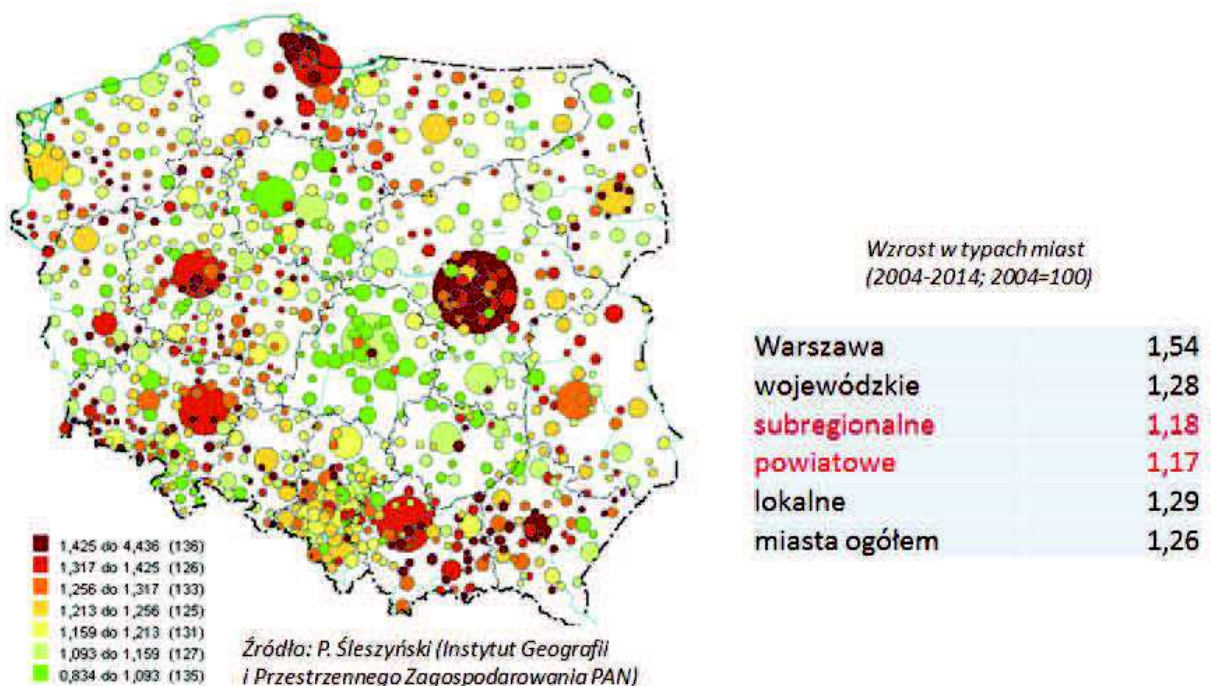 Wzrost w typach miast
(2004-2014; 2004=100)
Warszawa 1,54
wojewódzkie 1,28
subregionalne 1,18
powiatowe 1,17
lokalne 1,29
miasta ogółem 1,26
1,425 do 4,436 (136)
1,317 do 1,425 (126)
1,256 do 1,317 (133)
1,213 do 1,256 (125)
1,159 do 1,213 (131)
1,093 do 1,159 (127)
0,834 do 1,093 (135)
Źródło: P. Śleszyński (Instytut Geografii
i Przestrzennego Zagospodarowania PAN)